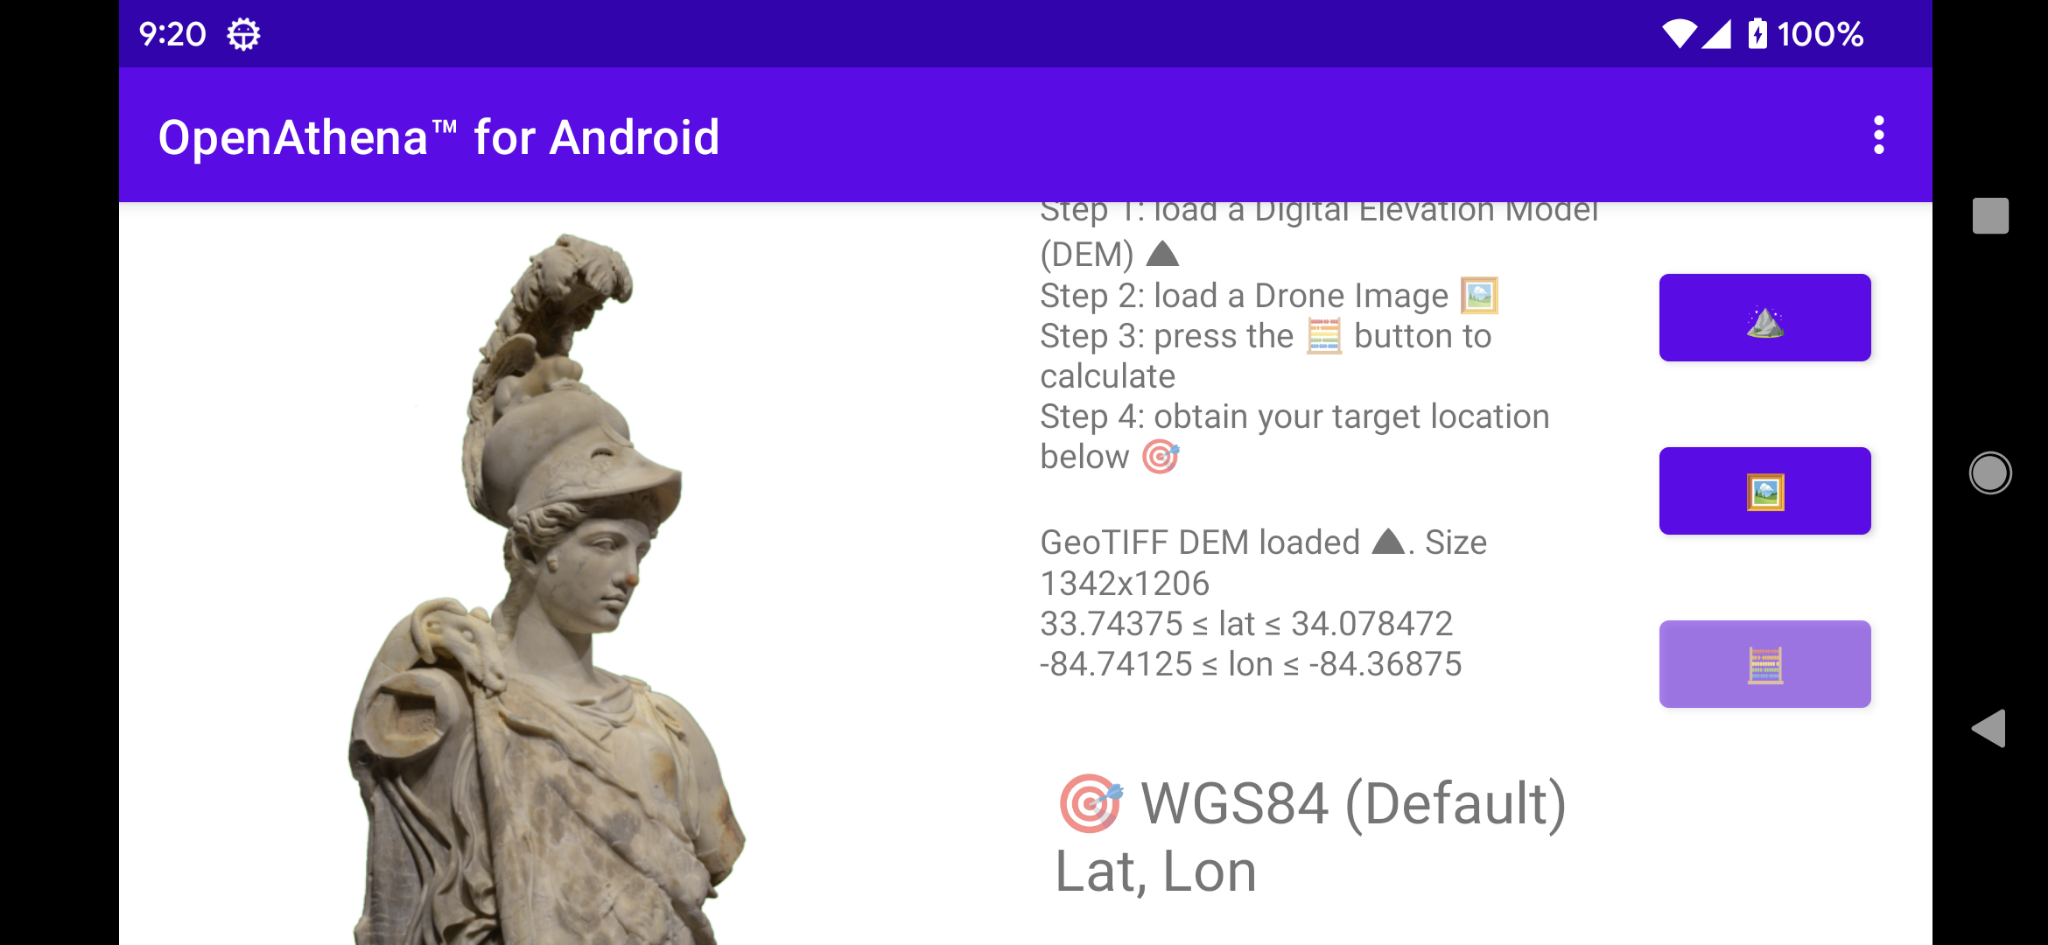 9:20
100%
OpenAthena™ for Android
Step 1: load a Digital Elevation Model
(DEM) ⛰
Step 2: load a Drone Image 🖼️
Step 3: press the 🧮 button to
calculate
Step 4: obtain your target location
below 🎯
GeoTIFF DEM loaded ⛰. Size
1342x1206
33.74375 ≤ lat ≤ 34.078472
-84.74125 ≤ lon ≤ -84.36875
🎯 WGS84 (Default)
Lat, Lon